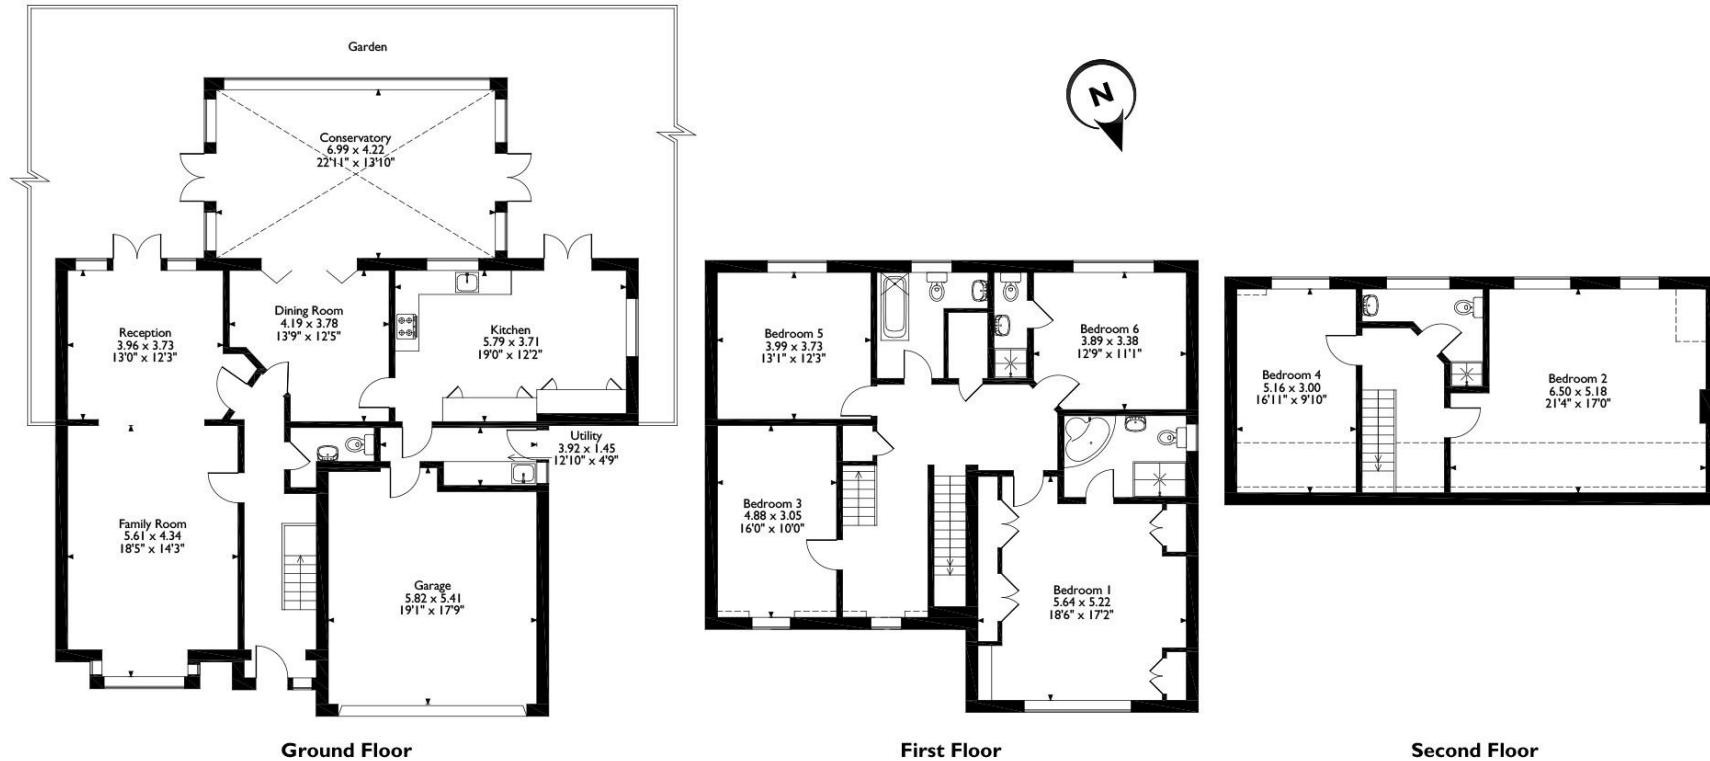 Garden
N
Conservatory
6.99 x 4.22
22'11" x 13'10"
Reception
3.96 x 3.73
13'0" x 12'3"
Dining Room
4.19 x 3.78
13'9" x 12'5"
Kitchen
5.79 x 3.71
19'0" x 12'2"
Utility
3.92 x 1.45
12'10" x 4'9"
Family Room
5.61 x 4.34
18'5" x 14'3"
Garage
5.82 x 5.41
19'1" x 17'9"
Ground Floor
Bedroom 5
3.99 x 3.73
13'1" x 12'3"
Bedroom 6
3.89 x 3.38
12'9" x 11'1"
Bedroom 3
4.88 x 3.05
16'0" x 10'0"
Bedroom 1
5.64 x 5.22
18'6" x 17'2"
First Floor
Bedroom 4
5.16 x 3.00
16'11" x 9'10"
Bedroom 2
6.50 x 5.18
21'4" x 17'0"
Second Floor